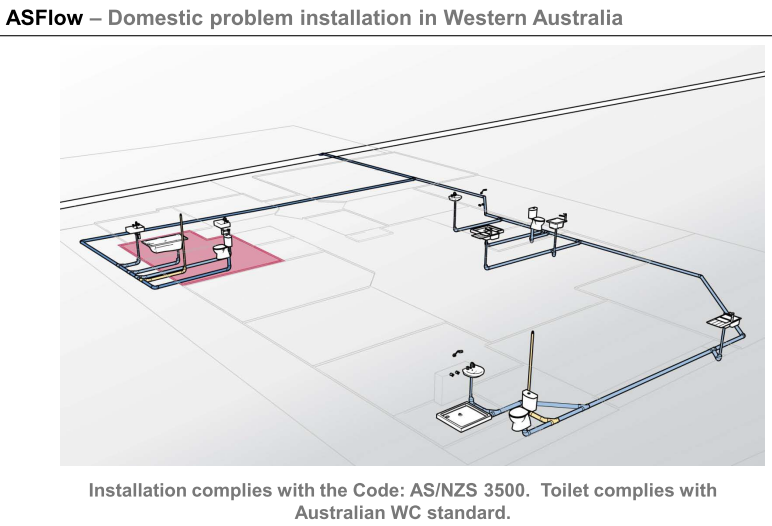 ASFlow – Domestic problem installation in Western Australia
Installation complies with the Code: AS/NZS 3500.  Toilet complies with
Australian WC standard.